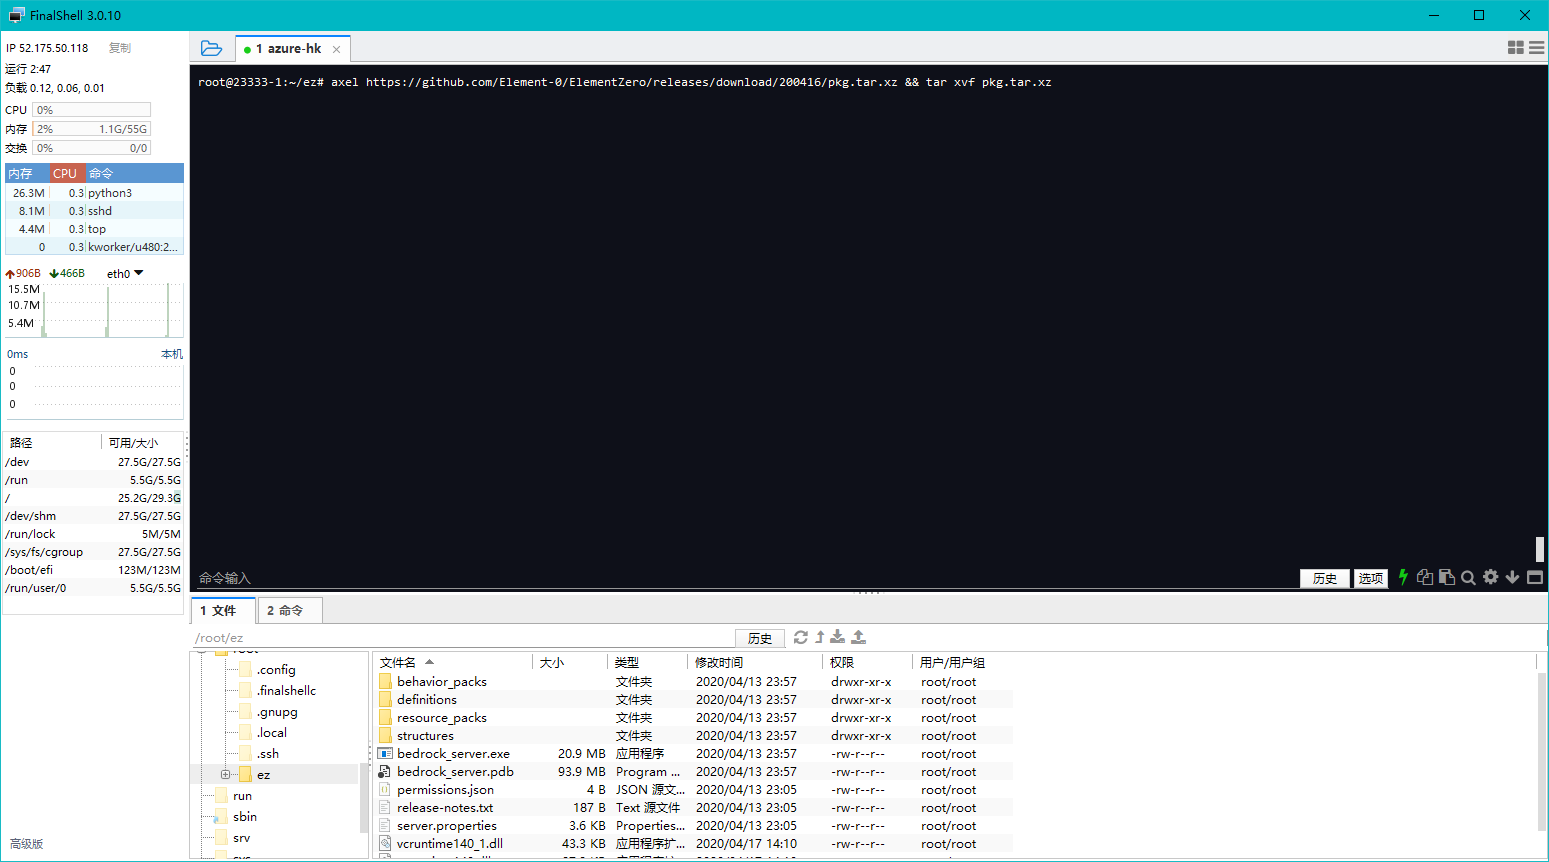 FinalShell 3.0.10
IP 52.175.50.118 复制
运行 2:47
负载 0.12, 0.06, 0.01
CPU 0%
内存 2% 1.1G/55G
交换 0% 0/0
内存 CPU 命令
26.3M 0.3 python3
8.1M 0.3 sshd
4.4M 0.3 top
0 0.3 kworker/u480:2...
906B 466B eth0
15.5M
10.7M
5.4M
0ms 本机
0
0
0
路径 可用/大小
/dev 27.5G/27.5G
/run 5.5G/5.5G
/ 25.2G/29.3G
/dev/shm 27.5G/27.5G
/run/lock 5M/5M
/sys/fs/cgroup 27.5G/27.5G
/boot/efi 123M/123M
/run/user/0 5.5G/5.5G
高级版
1 azure-hk
root@23333-1:~/ez# axel https://github.com/Element-0/ElementZero/releases/download/200416/pkg.tar.xz && tar xvf pkg.tar.xz
命令输入 历史 选项
1 文件 2 命令
/root/ez 历史
root
.config
.finalshellc
.gnupg
.local
.ssh
ez
run
sbin
srv
sys
文件名 大小 类型 修改时间 权限 用户/用户组
behavior_packs 文件夹 2020/04/13 23:57 drwxr-xr-x root/root
definitions 文件夹 2020/04/13 23:57 drwxr-xr-x root/root
resource_packs 文件夹 2020/04/13 23:57 drwxr-xr-x root/root
structures 文件夹 2020/04/13 23:57 drwxr-xr-x root/root
bedrock_server.exe 20.9 MB 应用程序 2020/04/13 23:57 -rw-r--r-- root/root
bedrock_server.pdb 93.9 MB Program ... 2020/04/13 23:57 -rw-r--r-- root/root
permissions.json 4 B JSON 源文... 2020/04/13 23:05 -rw-r--r-- root/root
release-notes.txt 187 B Text 源文件 2020/04/13 23:05 -rw-r--r-- root/root
server.properties 3.6 KB Properties... 2020/04/13 23:05 -rw-r--r-- root/root
vcruntime140_1.dll 43.3 KB 应用程序扩... 2020/04/17 14:10 -rw-r--r-- root/root